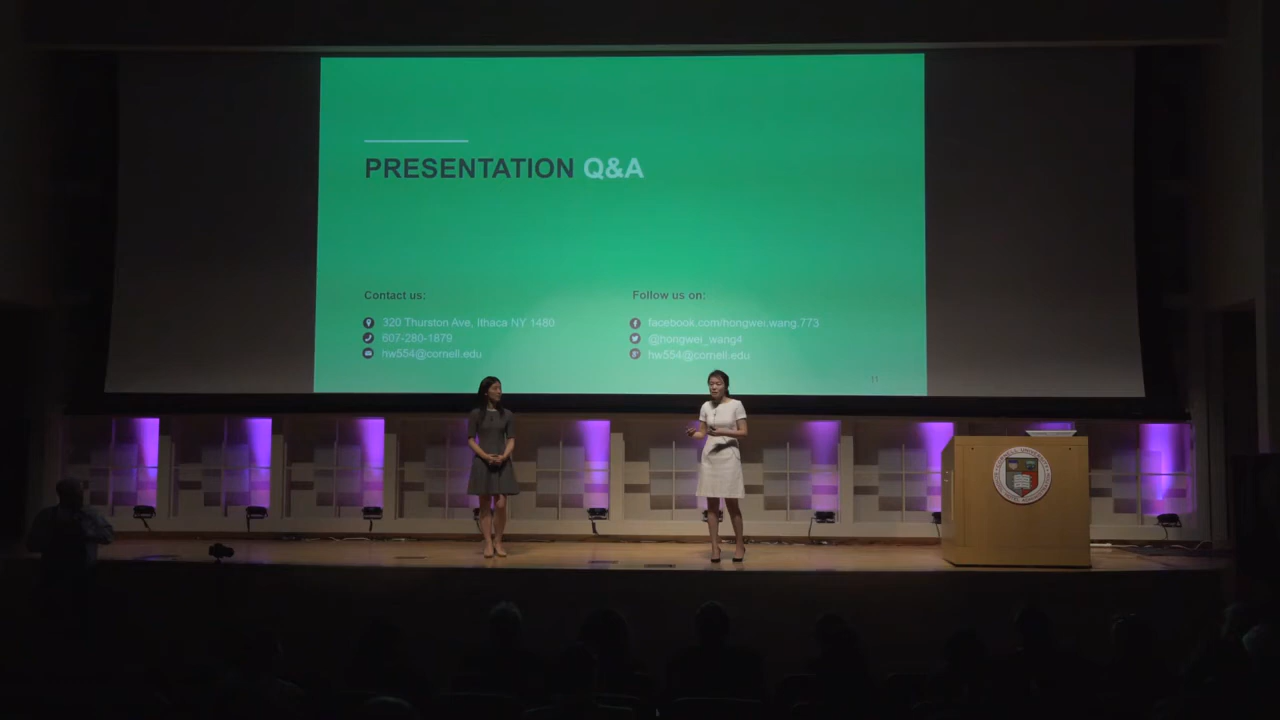 PRESENTATION Q&A
Contact us:
320 Thurston Ave, Ithaca NY 1480
607-280-1879
hw554@cornell.edu
Follow us on:
facebook.com/hongwei.wang.773
@hongwei_wang4
hw554@cornell.edu
11